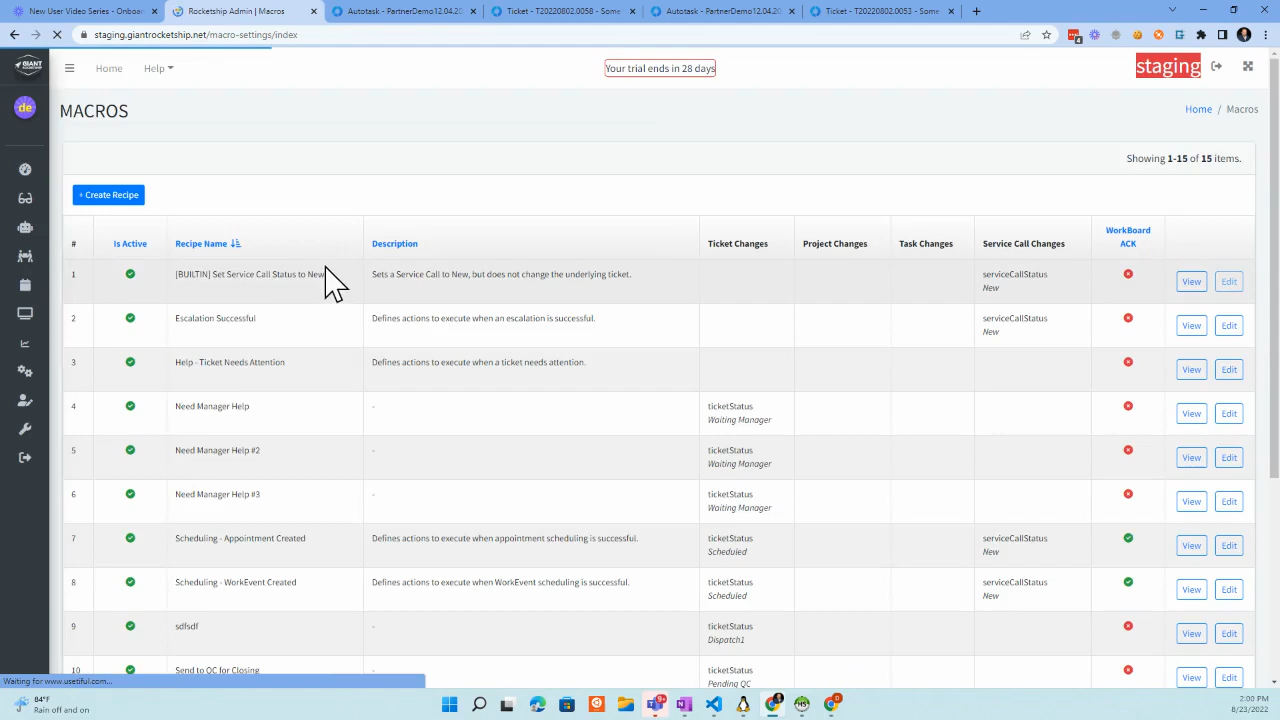 News - User Lifecycle - Onboard
Rocketship Admin | Macros
Autotask - PartnerDemo12.04.20
Ticket - T20220802.0058 - Some
Autotask - PartnerDemo12.04.20
Ticket - T20220802.0053 - Some
staging.giantrocketship.net/macro-settings/index
GIANT
Home
Help
Your trial ends in 28 days
staging
de
MACROS
Home / Macros
Showing 1-15 of 15 items.
+ Create Recipe
# Is Active Recipe Name Description Ticket Changes Project Changes Task Changes Service Call Changes WorkBoard ACK
1 [BUILTIN] Set Service Call Status to New Sets a Service Call to New, but does not change the underlying ticket. serviceCallStatus New View Edit
2 Escalation Successful Defines actions to execute when an escalation is successful. serviceCallStatus New View Edit
3 Help - Ticket Needs Attention Defines actions to execute when a ticket needs attention. View Edit
4 Need Manager Help - ticketStatus Waiting Manager View Edit
5 Need Manager Help #2 - ticketStatus Waiting Manager View Edit
6 Need Manager Help #3 - ticketStatus Waiting Manager View Edit
7 Scheduling - Appointment Created Defines actions to execute when appointment scheduling is successful. ticketStatus Scheduled serviceCallStatus New View Edit
8 Scheduling - WorkEvent Created Defines actions to execute when WorkEvent scheduling is successful. ticketStatus Scheduled serviceCallStatus New View Edit
9 sdfsdf - ticketStatus Dispatch1 View Edit
10 Send to QC for Closing - ticketStatus Pending QC View Edit
Waiting for www.usetiful.com...
84°F
Rain off and on
2:00 PM
8/23/2022